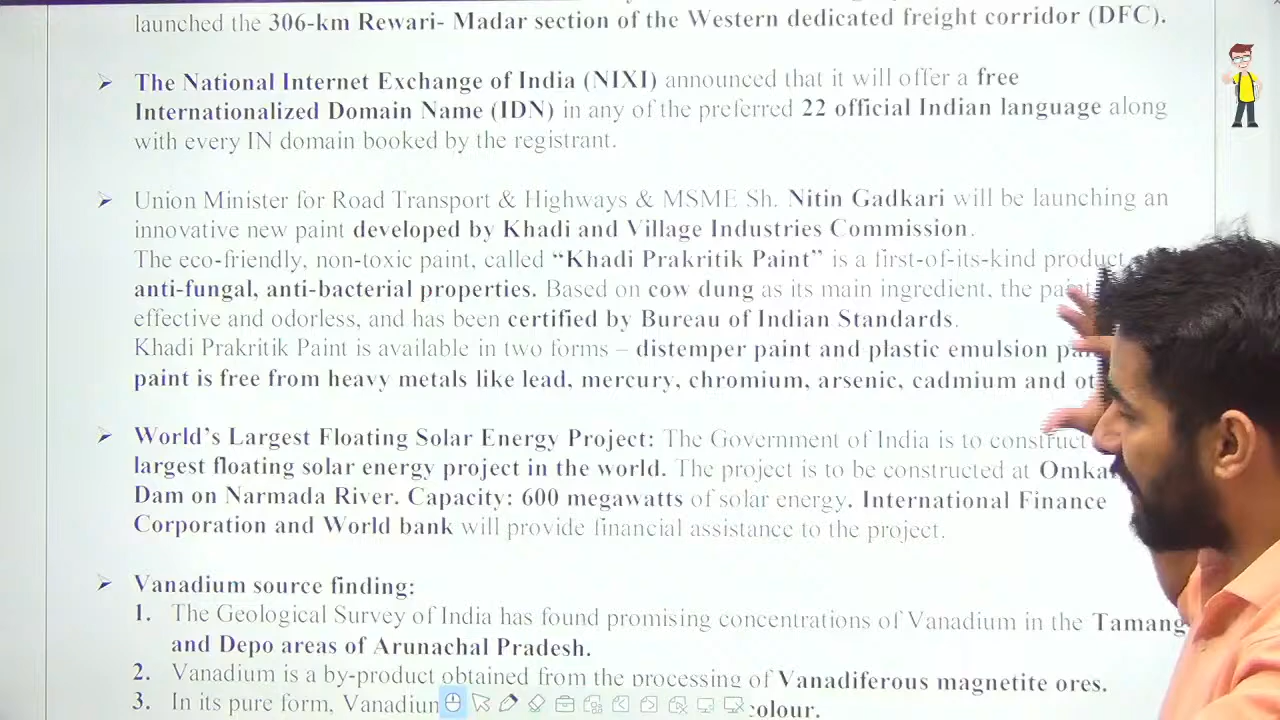 launched the 306-km Rewari- Madar section of the Western dedicated freight corridor (DFC).
➢ The National Internet Exchange of India (NIXI) announced that it will offer a free
Internationalized Domain Name (IDN) in any of the preferred 22 official Indian language along
with every IN domain booked by the registrant.
➢ Union Minister for Road Transport & Highways & MSME Sh. Nitin Gadkari will be launching an
innovative new paint developed by Khadi and Village Industries Commission.
The eco-friendly, non-toxic paint, called “Khadi Prakritik Paint” is a first-of-its-kind product
anti-fungal, anti-bacterial properties. Based on cow dung as its main ingredient, the
effective and odorless, and has been certified by Bureau of Indian Standards.
Khadi Prakritik Paint is available in two forms – distemper paint and plastic emulsion
paint is free from heavy metals like lead, mercury, chromium, arsenic, cadmium and
➢ World’s Largest Floating Solar Energy Project: The Government of India is to construct
largest floating solar energy project in the world. The project is to be constructed at
Dam on Narmada River. Capacity: 600 megawatts of solar energy. International Finance
Corporation and World bank will provide financial assistance to the project.
➢ Vanadium source finding:
1. The Geological Survey of India has found promising concentrations of Vanadium in the Tamang
and Depo areas of Arunachal Pradesh.
2. Vanadium is a by-product obtained from the processing of Vanadiferous magnetite ores.
3. In its pure form, colour.